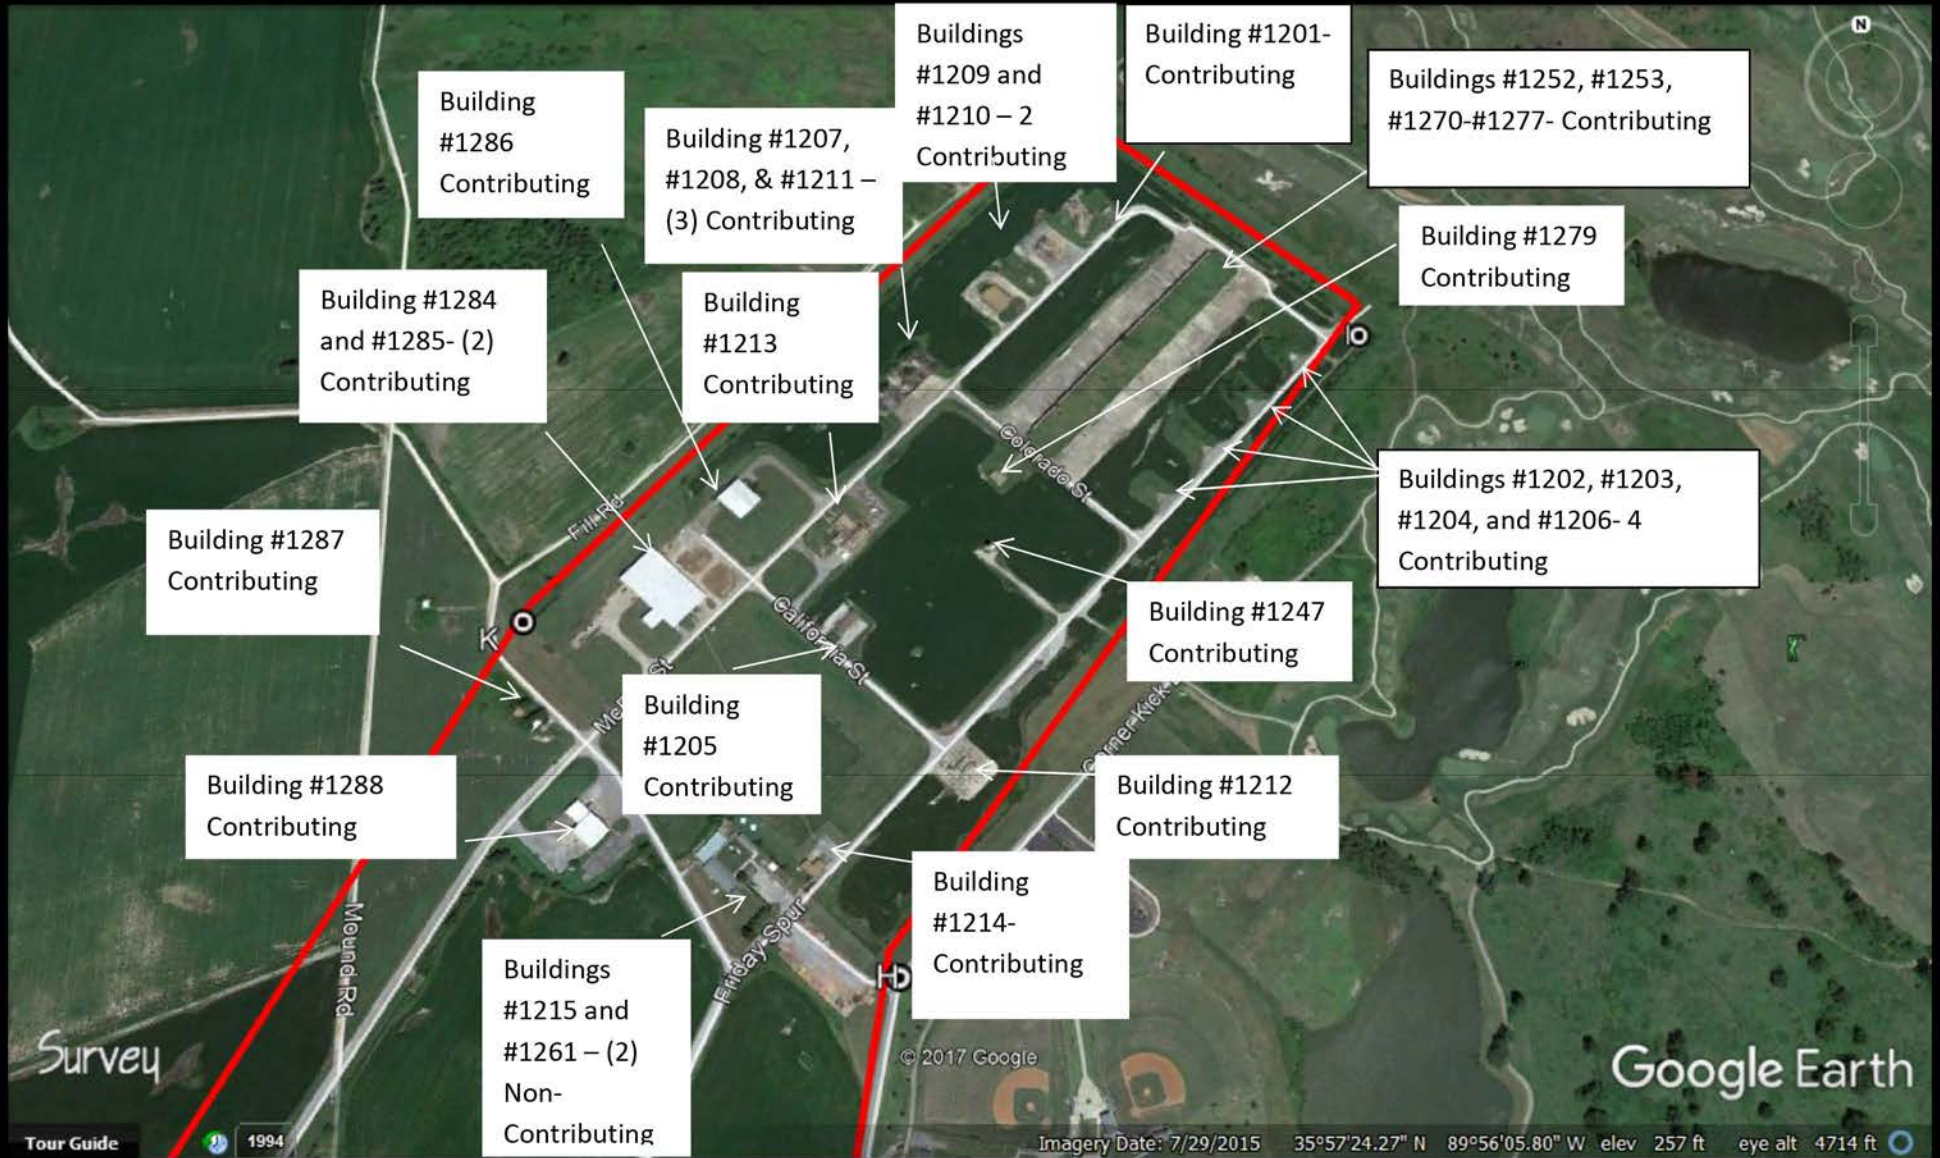 N
Buildings
#1209 and
#1210 – 2
Contributing
Building #1201-
Contributing
Buildings #1252, #1253,
#1270-#1277- Contributing
Building
#1286
Contributing
Building #1207,
#1208, & #1211 –
(3) Contributing
Building #1279
Contributing
Building #1284
and #1285- (2)
Contributing
Building
#1213
Contributing
Colorado St
Buildings #1202, #1203,
#1204, and #1206- 4
Contributing
Fill Rd
Building #1287
Contributing
California St
Building #1247
Contributing
St
Building
#1205
Contributing
Building #1288
Contributing
Building #1212
Contributing
Building
#1214-
Contributing
Mound Rd
Friday Spur
Buildings
#1215 and
#1261 – (2)
Non-
Contributing
Survey
© 2017 Google
Google Earth
Tour Guide
1994
Imagery Date: 7/29/2015 35°57'24.27" N 89°56'05.80" W elev 257 ft eye alt 4714 ft